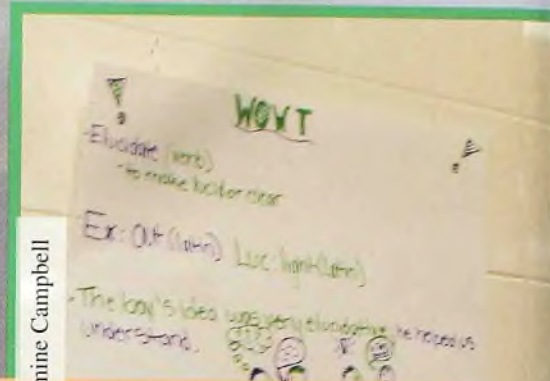 WOW T
-Elucidate (verb)
-to make lucid or clear
Ex: out (latin) Luc: light (latin)
-The boy's idea was very elucidative, he helped us
understand.
mine Campbell